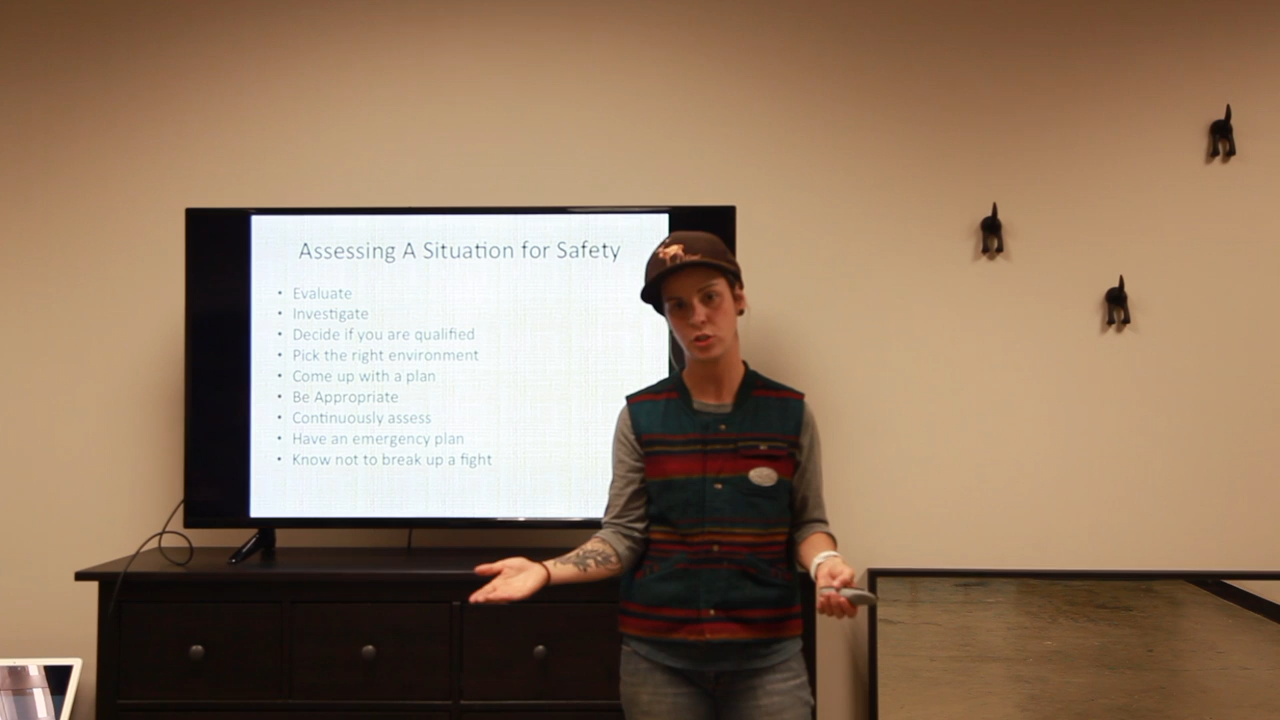 Assessing A Situation for Safety
• Evaluate
• Investigate
• Decide if you are qualified
• Pick the right environment
• Come up with a plan
• Be Appropriate
• Continuously assess
• Have an emergency plan
• Know not to break up a fight